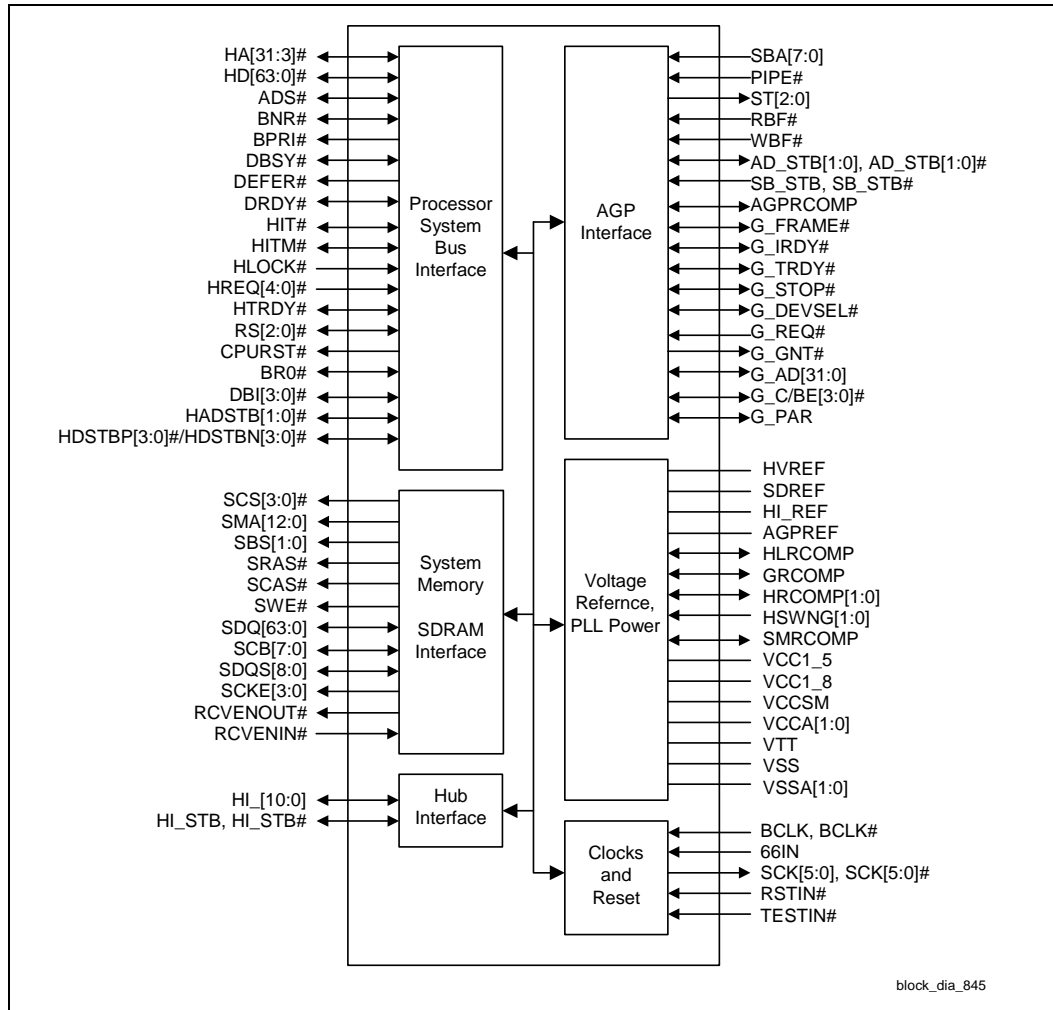 HA[31:3]#
HD[63:0]#
ADS#
BNR#
BPRI#
DBSY#
DEFER#
DRDY#
HIT#
HITM#
HLOCK#
HREQ[4:0]#
HTRDY#
RS[2:0]#
CPURST#
BR0#
DBI[3:0]#
HADSTB[1:0]#
HDSTBP[3:0]#/HDSTBN[3:0]#
Processor
System
Bus
Interface
SCS[3:0]#
SMA[12:0]
SBS[1:0]
SRAS#
SCAS#
SWE#
SDQ[63:0]
SCB[7:0]
SDQS[8:0]
SCKE[3:0]
RCVENOUT#
RCVENIN#
System
Memory
SDRAM
Interface
HI_[10:0]
HI_STB, HI_STB#
Hub
Interface
AGP
Interface
SBA[7:0]
PIPE#
ST[2:0]
RBF#
WBF#
AD_STB[1:0], AD_STB[1:0]#
SB_STB, SB_STB#
AGPRCOMP
G_FRAME#
G_IRDY#
G_TRDY#
G_STOP#
G_DEVSEL#
G_REQ#
G_GNT#
G_AD[31:0]
G_C/BE[3:0]#
G_PAR
Voltage
Refernce,
PLL Power
HVREF
SDREF
HI_REF
AGPREF
HLRCOMP
GRCOMP
HRCOMP[1:0]
HSWNG[1:0]
SMRCOMP
VCC1_5
VCC1_8
VCCSM
VCCA[1:0]
VTT
VSS
VSSA[1:0]
Clocks
and
Reset
BCLK, BCLK#
66IN
SCK[5:0], SCK[5:0]#
RSTIN#
TESTIN#
block_dia_845